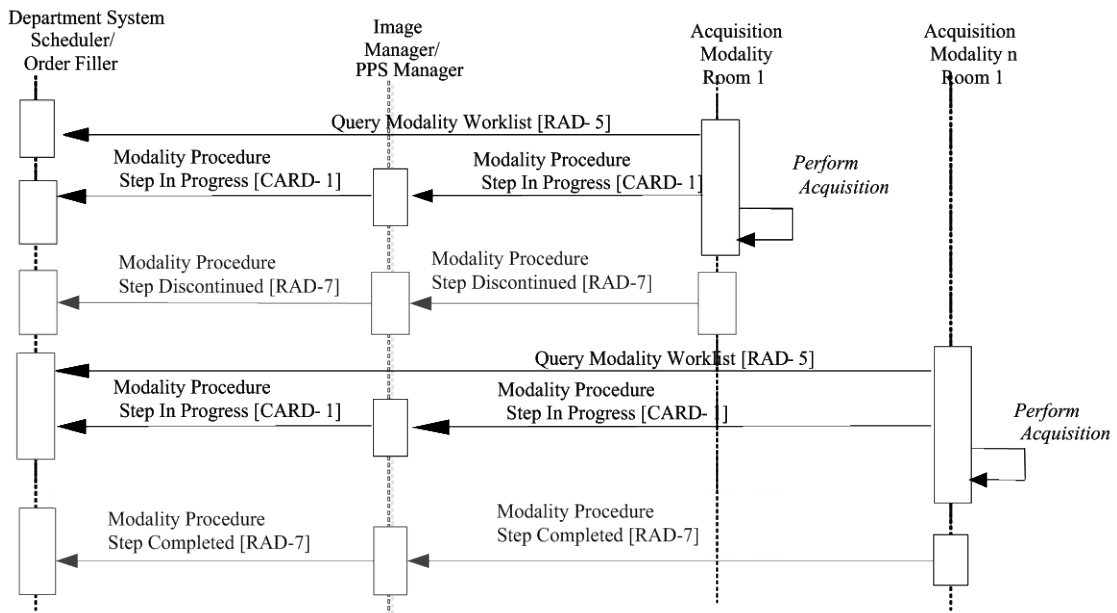 Department System
Scheduler/
Order Filler
Image
Manager/
PPS Manager
Acquisition
Modality
Room 1
Acquisition
Modality n
Room 1
Query Modality Worklist [RAD- 5]
Modality Procedure
Step In Progress [CARD- 1]
Modality Procedure
Step In Progress [CARD- 1]
Perform
Acquisition
Modality Procedure
Step Discontinued [RAD-7]
Modality Procedure
Step Discontinued [RAD-7]
Query Modality Worklist [RAD- 5]
Modality Procedure
Step In Progress [CARD- 1]
Modality Procedure
Step In Progress [CARD- 1]
Perform
Acquisition
Modality Procedure
Step Completed [RAD-7]
Modality Procedure
Step Completed [RAD-7]